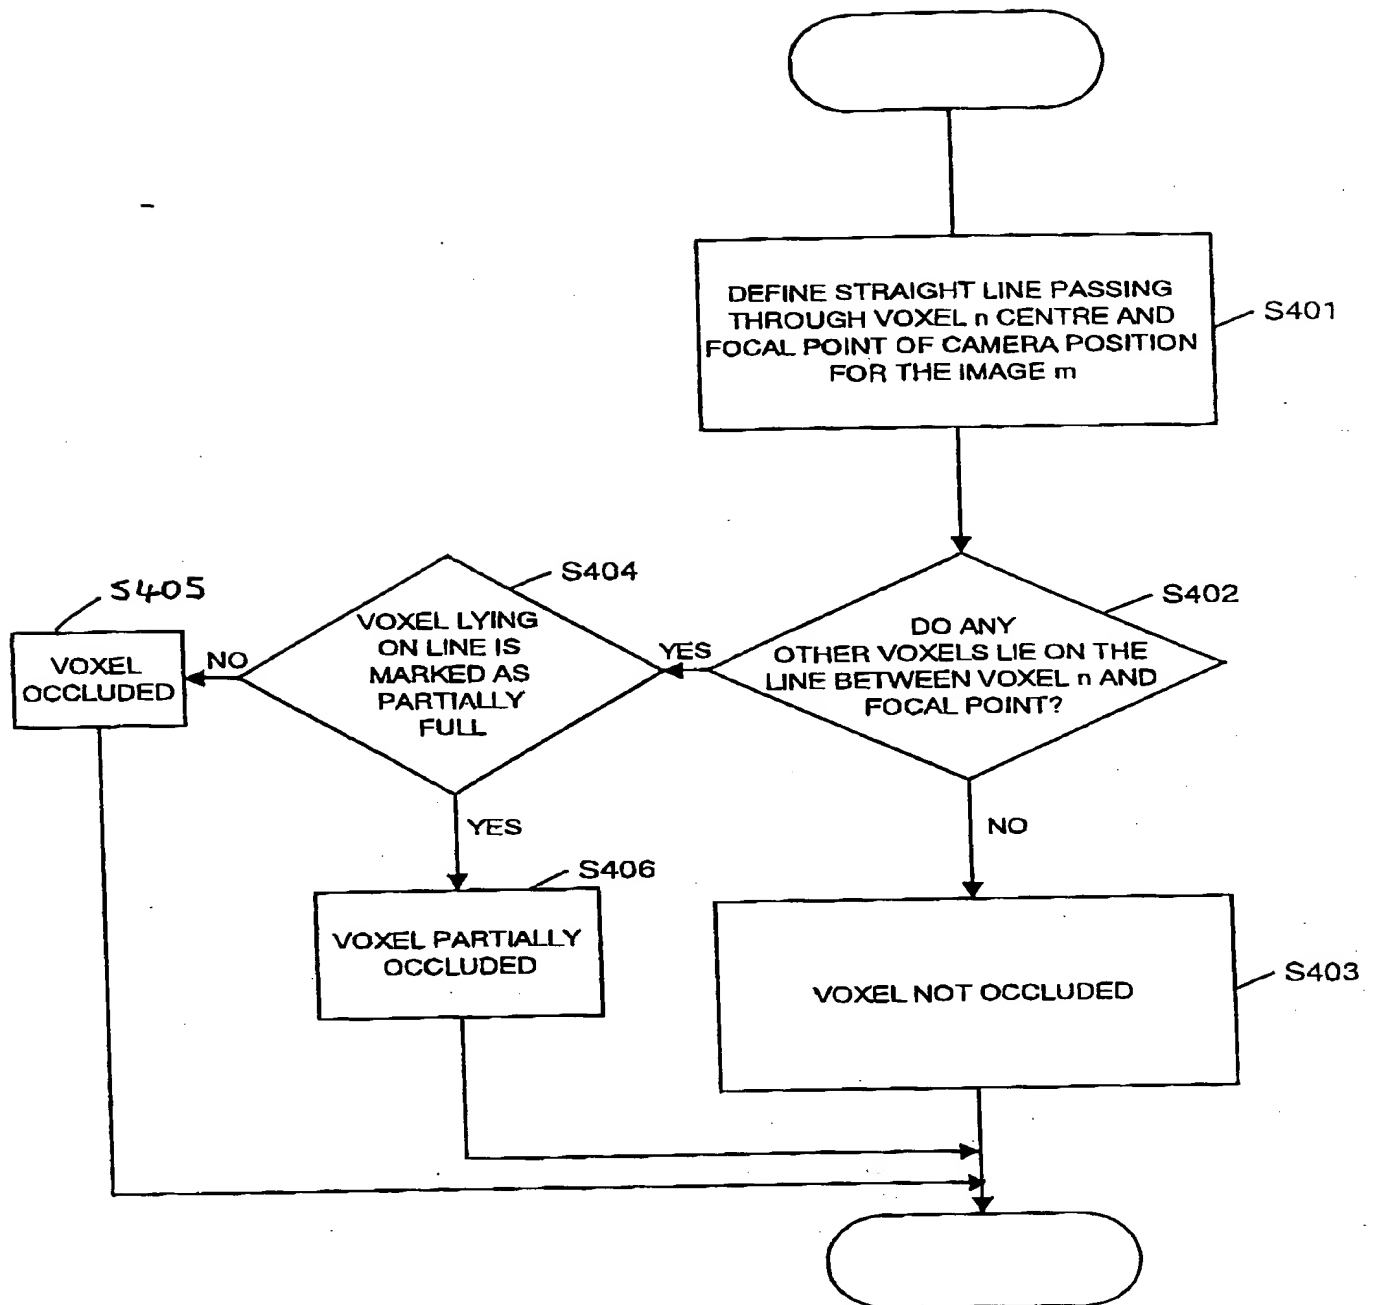 DEFINE STRAIGHT LINE PASSING
THROUGH VOXEL n CENTRE AND
FOCAL POINT OF CAMERA POSITION
FOR THE IMAGE m
S401
S402
DO ANY
OTHER VOXELS LIE ON THE
LINE BETWEEN VOXEL n AND
FOCAL POINT?
YES
NO
S404
VOXEL LYING
ON LINE IS
MARKED AS
PARTIALLY
FULL
NO
YES
S405
VOXEL
OCCLUDED
S406
VOXEL PARTIALLY
OCCLUDED
S403
VOXEL NOT OCCLUDED